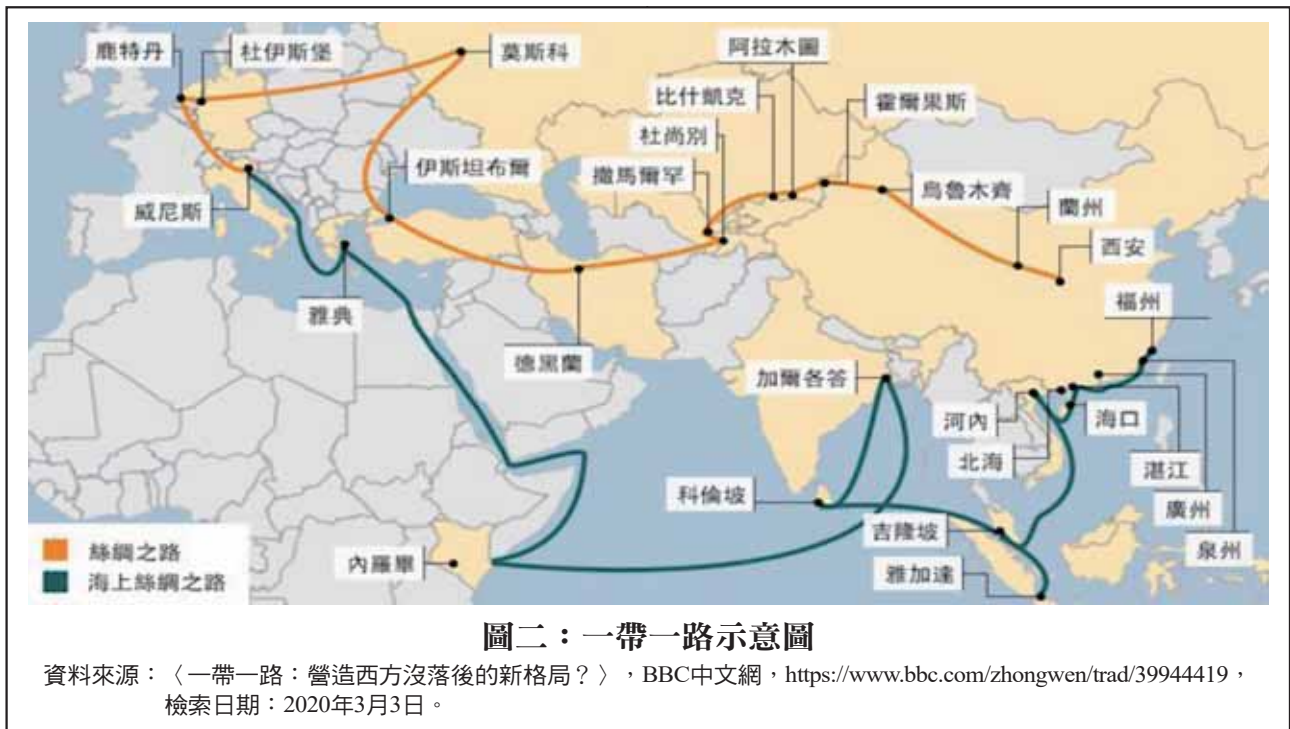 鹿特丹
杜伊斯堡
莫斯科
阿拉木圖
比什凱克
霍爾果斯
杜尚別
撒馬爾罕
伊斯坦布爾
烏魯木齊
蘭州
威尼斯
西安
福州
雅典
德黑蘭
加爾各答
河內
海口
北海
湛江
科倫坡
廣州
吉隆坡
泉州
內羅畢
雅加達
絲綢之路
海上絲綢之路
圖二：一帶一路示意圖
資料來源：〈一帶一路：營造西方沒落後的新格局？〉，BBC中文網，https://www.bbc.com/zhongwen/trad/39944419，
檢索日期：2020年3月3日。